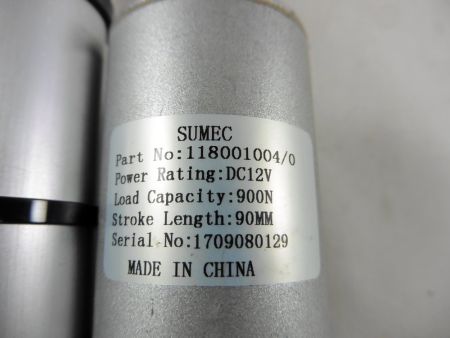 SUMEC
Part No:118001004/0
Power Rating:DC12V
Load Capacity:900N
Stroke Length:90MM
Serial No:1709080129
MADE IN CHINA